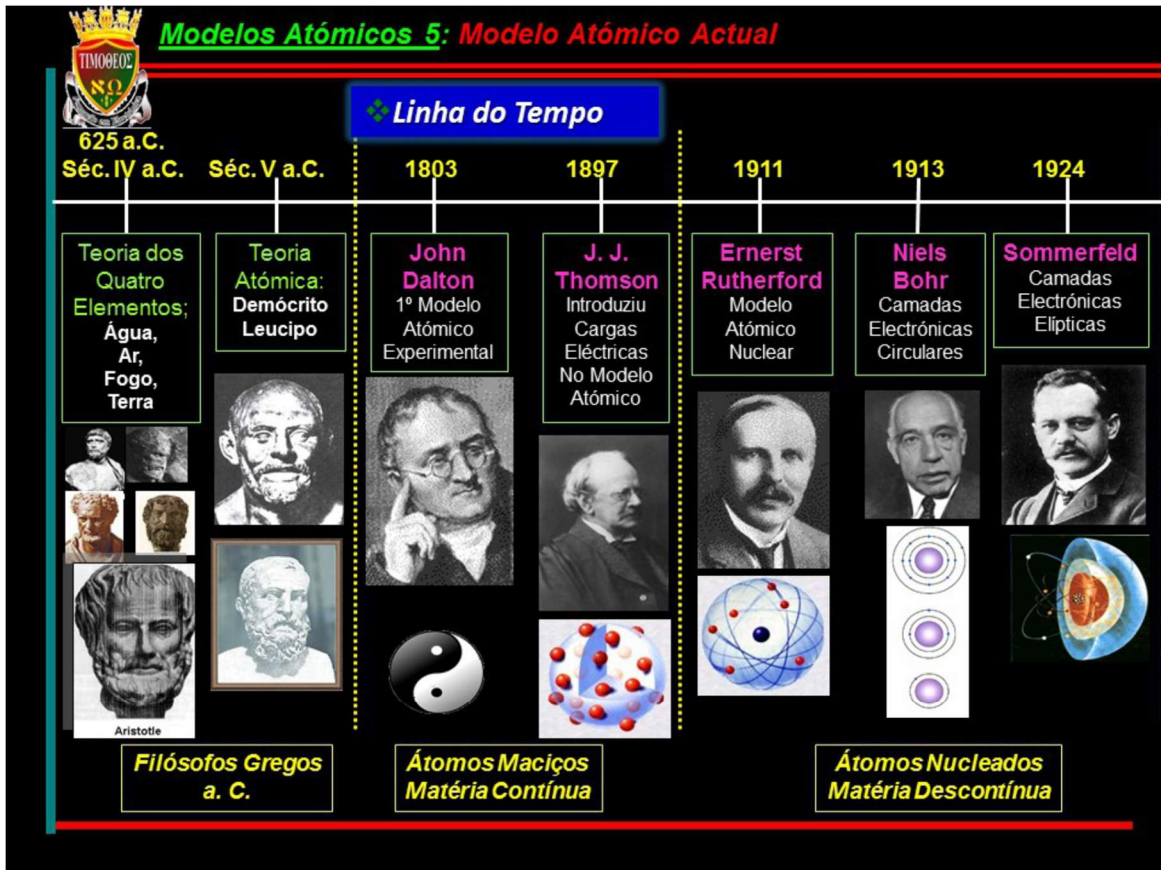 Modelos Atómicos 5: Modelo Atómico Actual
ΤΙΜΟΘΕΟΣ
אΩ
Linha do Tempo
625 a.C.
Séc. IV a.C.
Séc. V a.C.
1803
1897
1911
1913
1924
Teoria dos
Quatro
Elementos;
Água,
Ar,
Fogo,
Terra
Teoria
Atómica:
Demócrito
Leucipo
John
Dalton
1º Modelo
Atómico
Experimental
J. J.
Thomson
Introduziu
Cargas
Eléctricas
No Modelo
Atómico
Ernerst
Rutherford
Modelo
Atómico
Nuclear
Niels
Bohr
Camadas
Electrónicas
Circulares
Sommerfeld
Camadas
Electrónicas
Elípticas
Aristotle
Filósofos Gregos
a. C.
Átomos Maciços
Matéria Contínua
Átomos Nucleados
Matéria Descontínua